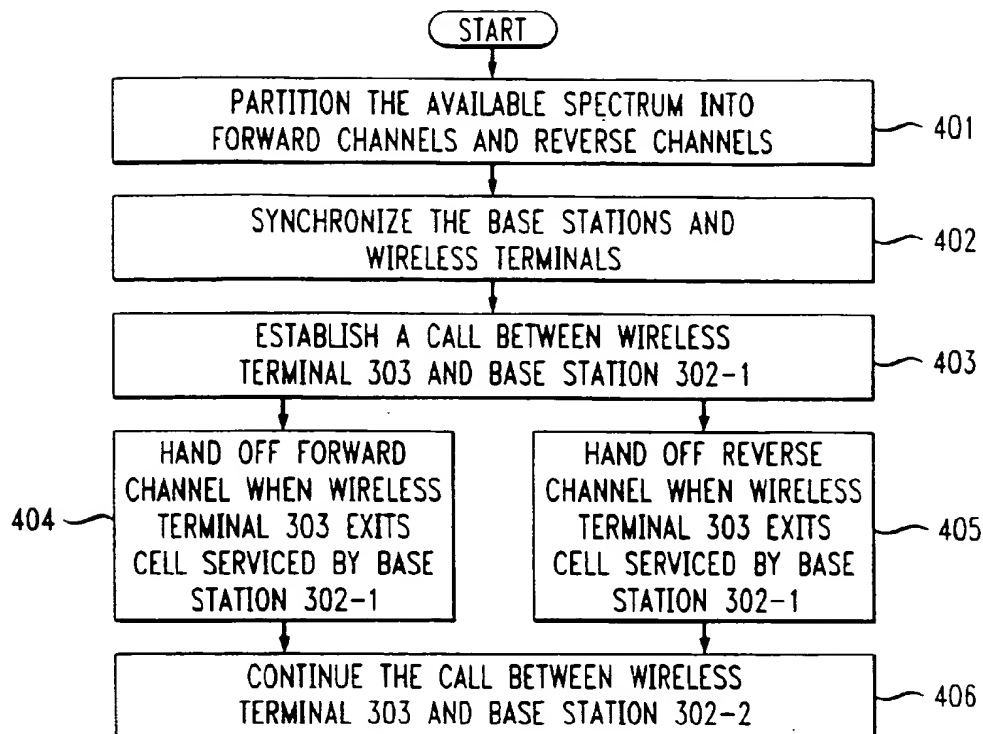 START
PARTITION THE AVAILABLE SPECTRUM INTO
FORWARD CHANNELS AND REVERSE CHANNELS
401
SYNCHRONIZE THE BASE STATIONS AND
WIRELESS TERMINALS
402
ESTABLISH A CALL BETWEEN WIRELESS
TERMINAL 303 AND BASE STATION 302-1
403
HAND OFF FORWARD
CHANNEL WHEN WIRELESS
TERMINAL 303 EXITS
CELL SERVICED BY BASE
STATION 302-1
404
HAND OFF REVERSE
CHANNEL WHEN WIRELESS
TERMINAL 303 EXITS
CELL SERVICED BY BASE
STATION 302-1
405
CONTINUE THE CALL BETWEEN WIRELESS
TERMINAL 303 AND BASE STATION 302-2
406